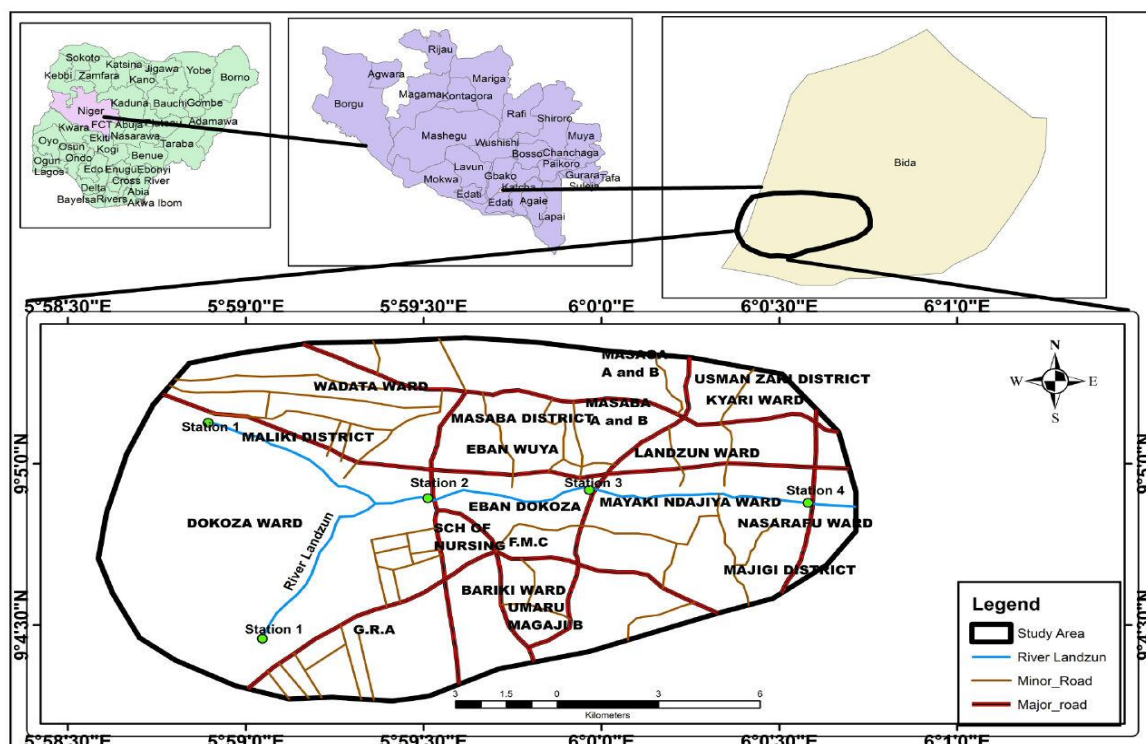 Sokoto
Katsina
Kebbi
Zamfara
Jigawa
Kano
Yobe
Borno
Niger
Kaduna
Bauchi
Gombe
Kwara
FCT
Abuja
Adamawa
Oyo
Ekiti
Nasarawa
Osun
Kogi
Taraba
Ogun
Ondo
Benue
Lagos
Edo
Enugu
Ebonyi
Cross River
Delta
Abia
Bayelsa
Rivers
Akwa Ibom
Rijau
Agwara
Mariga
Magama
Kontagora
Borgu
Rafi
Shiroro
Mashegu
Wushishi
Muya
Bosso
Chanchaga
Paikoro
Lavun
Gbako
Mokwa
Gurara
Tafa
Katcha
Suleja
Edati
Edati
Agaie
Lapai
Bida
5°58'30"E
5°59'0"E
5°59'30"E
6°0'0"E
6°0'30"E
6°1'0"E
MASABA
A and B
N
W
E
S
WADATA WARD
USMAN ZAKI DISTRICT
KYARI WARD
MASABA DISTRICT
MASABA
A and B
Station 1
MALIKI DISTRICT
EBAN WUYA
LANDZUN WARD
9°5'0"N
9°5'0"N
Station 2
Station 3
Station 4
EBAN DOKOZA
MAYAKI NDAJIYA WARD
DOKOZA WARD
NASARAFU WARD
SCH OF
NURSING
F.M.C
River Landzun
MAJIGI DISTRICT
BARIKI WARD
UMARU
MAGAJI B
Station 1
G.R.A
9°4'30"N
9°4'30"N
Legend
Study Area
River Landzun
Minor_Road
Major_road
3
1.5
0
3
6
Kilometers
5°58'30"E
5°59'0"E
5°59'30"E
6°0'0"E
6°0'30"E
6°1'0"E